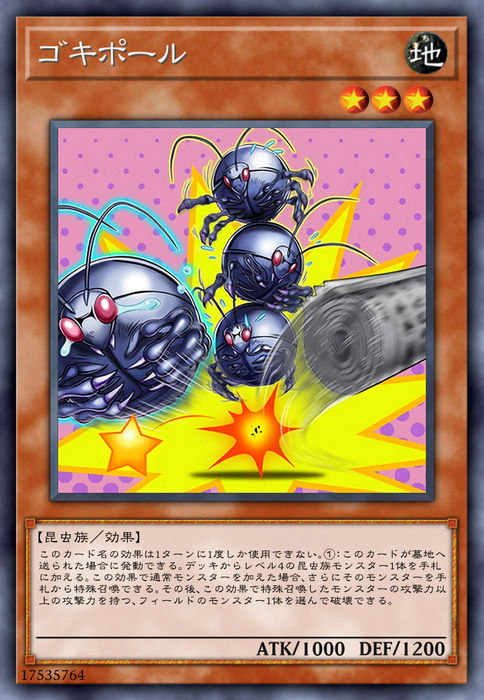 ゴキポール
ち
地
【昆虫族／効果】
このカード名の効果は1ターンに1度しか使用できない。①：このカードが墓地へ
送られた場合に発動できる。デッキからレベル4の昆虫族モンスター1体を手札
に加える。この効果で通常モンスターを加えた場合、さらにそのモンスターを手
札から特殊召喚できる。その後、この効果で特殊召喚したモンスターの攻撃力以
上の攻撃力を持つ、フィールドのモンスター1体を選んで破壊できる。
ATK/1000 DEF/1200
17535764